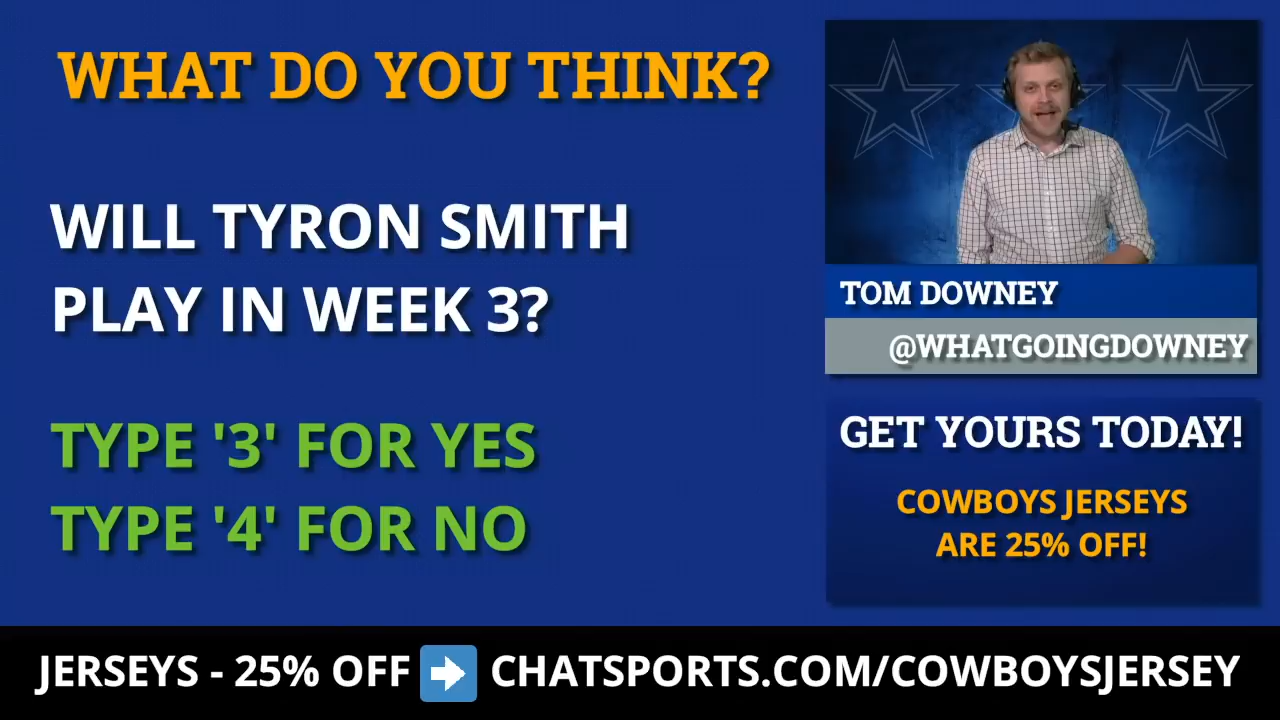 WHAT DO YOU THINK?
WILL TYRON SMITH
PLAY IN WEEK 3?
TYPE '3' FOR YES
TYPE '4' FOR NO
TOM DOWNEY
@WHATGOINGDOWNEY
GET YOURS TODAY!
COWBOYS JERSEYS
ARE 25% OFF!
JERSEYS - 25% OFF ➡ CHATSPORTS.COM/COWBOYSJERSEY